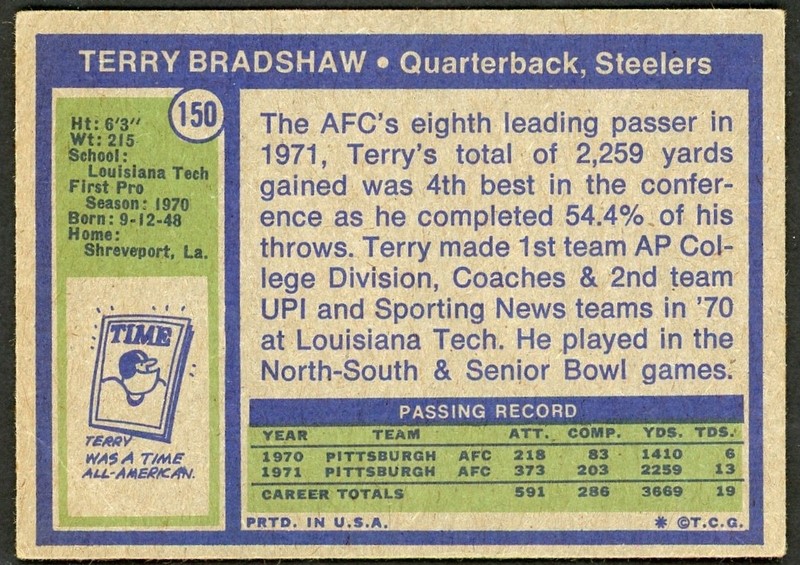 TERRY BRADSHAW • Quarterback, Steelers
150
Ht: 6'3"
Wt: 215
School:
Louisiana Tech
First Pro
Season: 1970
Born: 9-12-48
Home:
Shreveport, La.
TIME
TERRY
WAS A TIME
ALL-AMERICAN.
The AFC's eighth leading passer in
1971, Terry's total of 2,259 yards
gained was 4th best in the confer-
ence as he completed 54.4% of his
throws. Terry made 1st team AP Col-
lege Division, Coaches & 2nd team
UPI and Sporting News teams in '70
at Louisiana Tech. He played in the
North-South & Senior Bowl games.
PASSING RECORD
YEAR TEAM ATT. COMP. YDS. TDS.
1970 PITTSBURGH AFC 218 83 1410 6
1971 PITTSBURGH AFC 373 203 2259 13
CAREER TOTALS 591 286 3669 19
PRTD. IN U.S.A. * ©T.C.G.